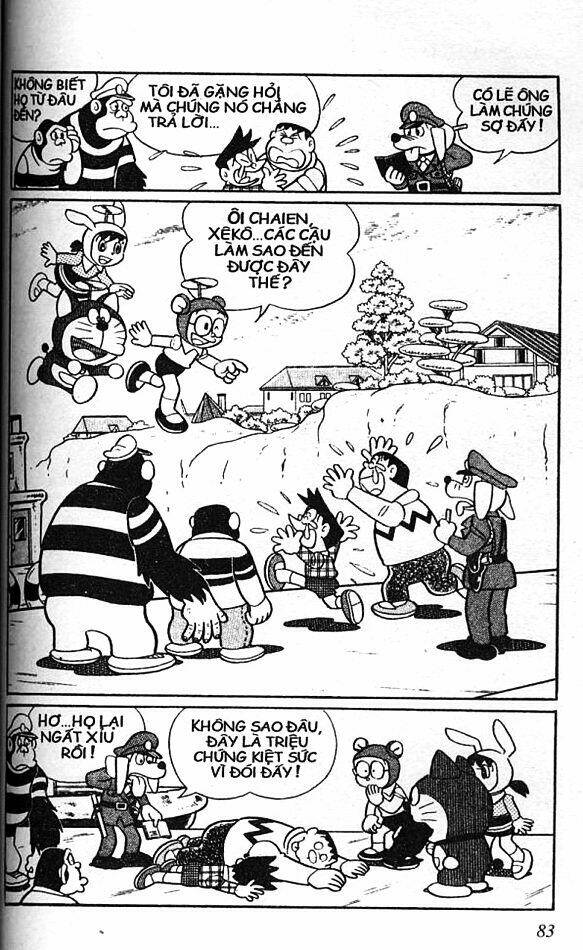 KHÔNG BIẾT
HỌ TỪ ĐÂU
ĐẾN?
TÔI ĐÃ GẶNG HỎI
MÀ CHÚNG NÓ CHẲNG
TRẢ LỜI...
CÓ LẼ ÔNG
LÀM CHÚNG
SỢ ĐẤY!
ÔI CHAIEN,
XÊKÔ...CÁC CẬU
LÀM SAO ĐẾN
ĐƯỢC ĐÂY
THẾ?
HƠ...HỌ LẠI
NGẤT XỈU
RỒI!
KHÔNG SAO ĐÂU,
ĐÂY LÀ TRIỆU
CHỨNG KIỆT SỨC
VÌ ĐÓI ĐẤY!
83